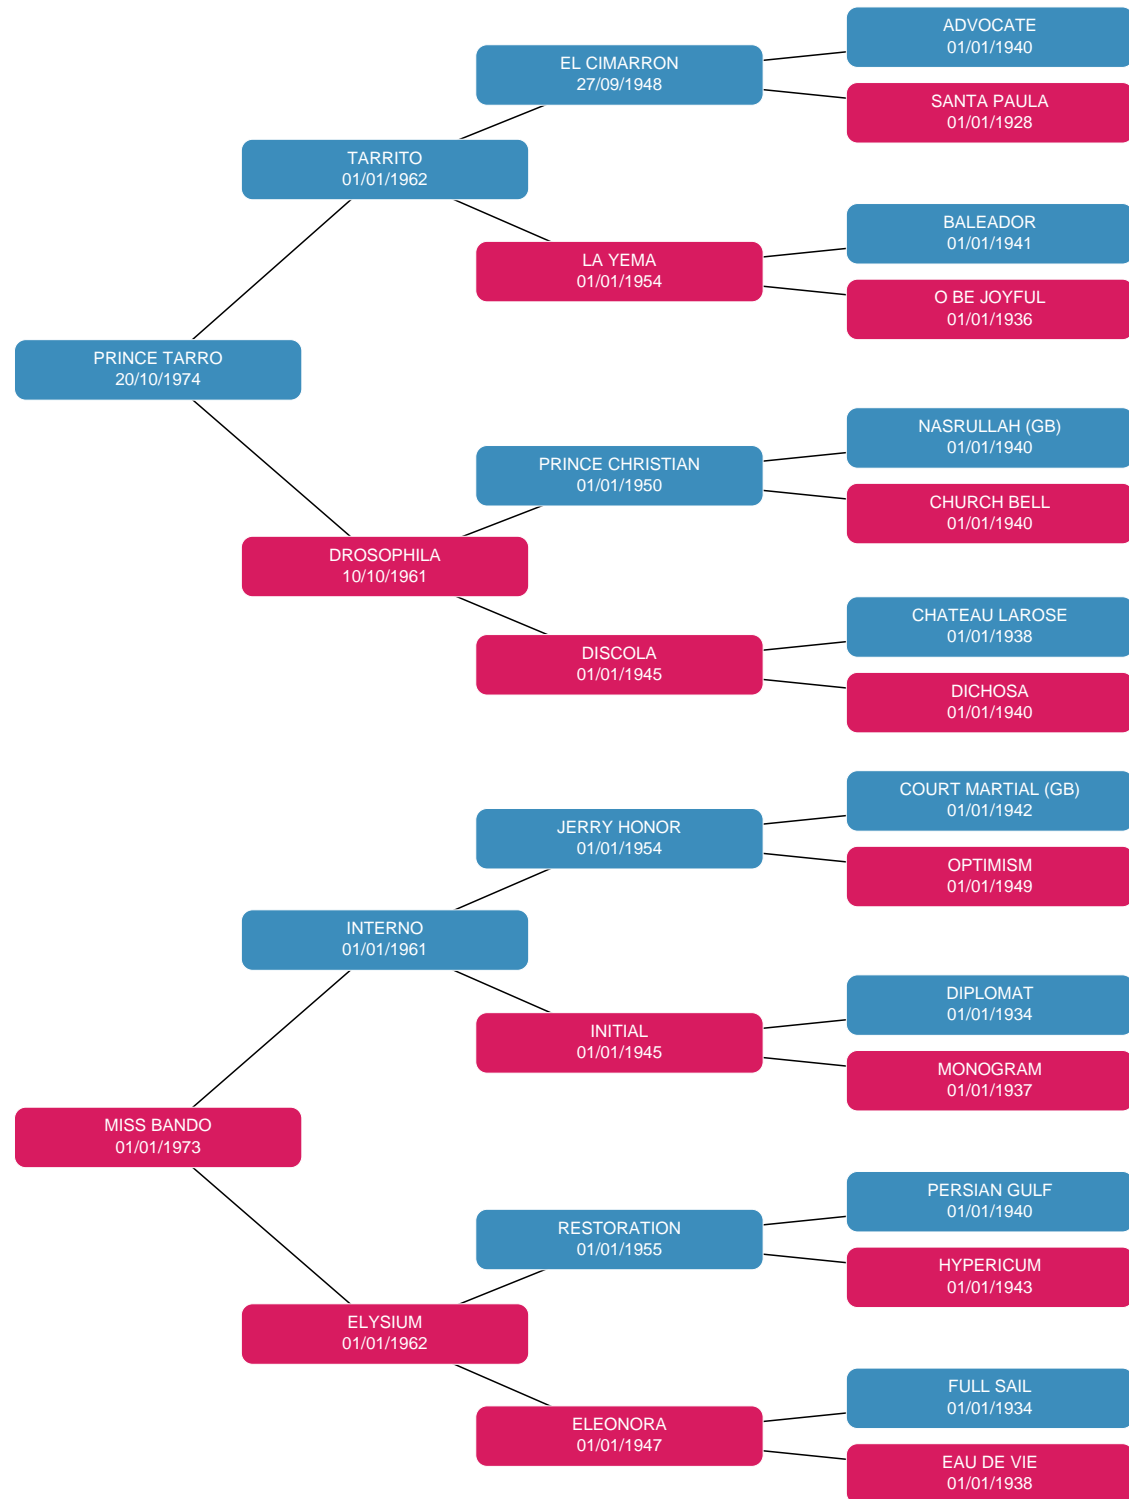 ADVOCATE
01/01/1940
EL CIMARRON
27/09/1948
SANTA PAULA
01/01/1928
TARRITO
01/01/1962
BALEADOR
01/01/1941
LA YEMA
01/01/1954
O BE JOYFUL
01/01/1936
PRINCE TARRO
20/10/1974
NASRULLAH (GB)
01/01/1940
PRINCE CHRISTIAN
01/01/1950
CHURCH BELL
01/01/1940
DROSOPHILA
10/10/1961
CHATEAU LAROSE
01/01/1938
DISCOLA
01/01/1945
DICHOSA
01/01/1940
COURT MARTIAL (GB)
01/01/1942
JERRY HONOR
01/01/1954
OPTIMISM
01/01/1949
INTERNO
01/01/1961
DIPLOMAT
01/01/1934
INITIAL
01/01/1945
MONOGRAM
01/01/1937
MISS BANDO
01/01/1973
PERSIAN GULF
01/01/1940
RESTORATION
01/01/1955
HYPERICUM
01/01/1943
ELYSIUM
01/01/1962
FULL SAIL
01/01/1934
ELEONORA
01/01/1947
EAU DE VIE
01/01/1938